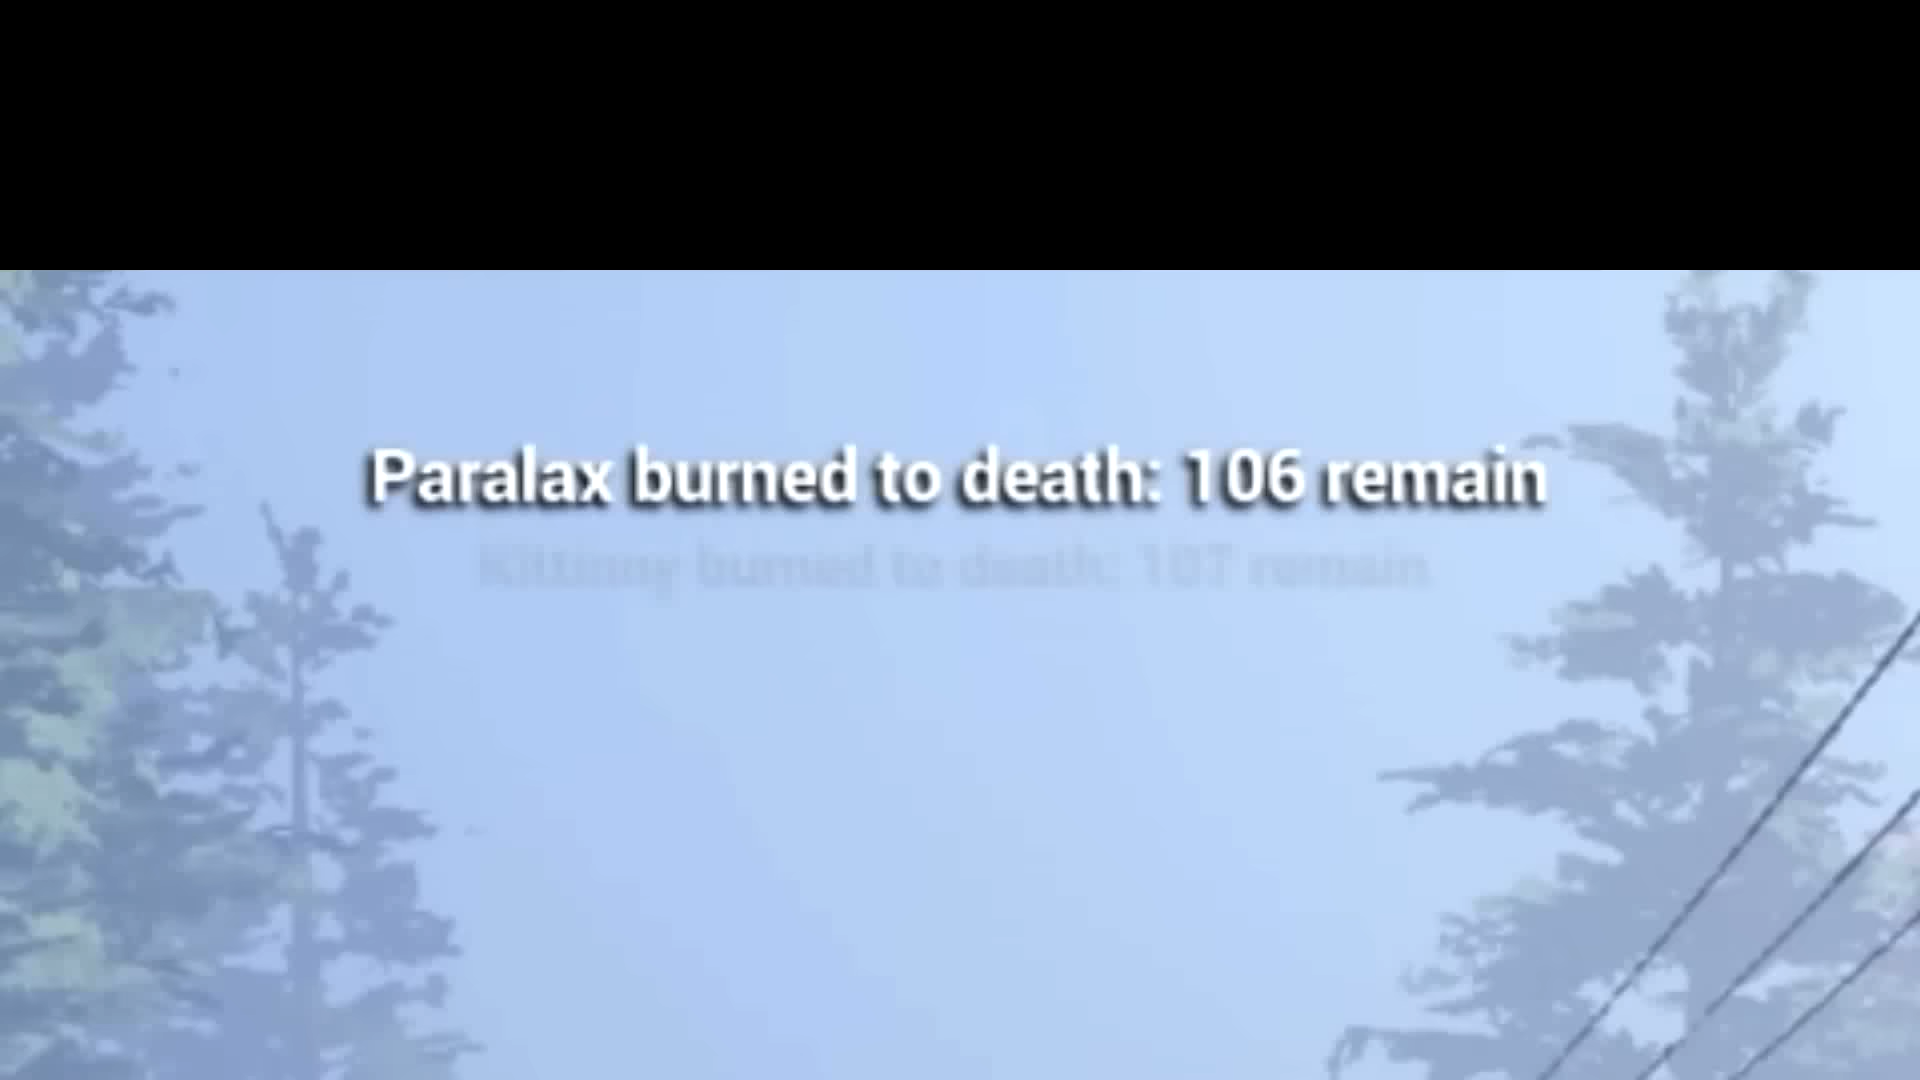 Paralax burned to death: 106 remain
burned to death: 107 remain